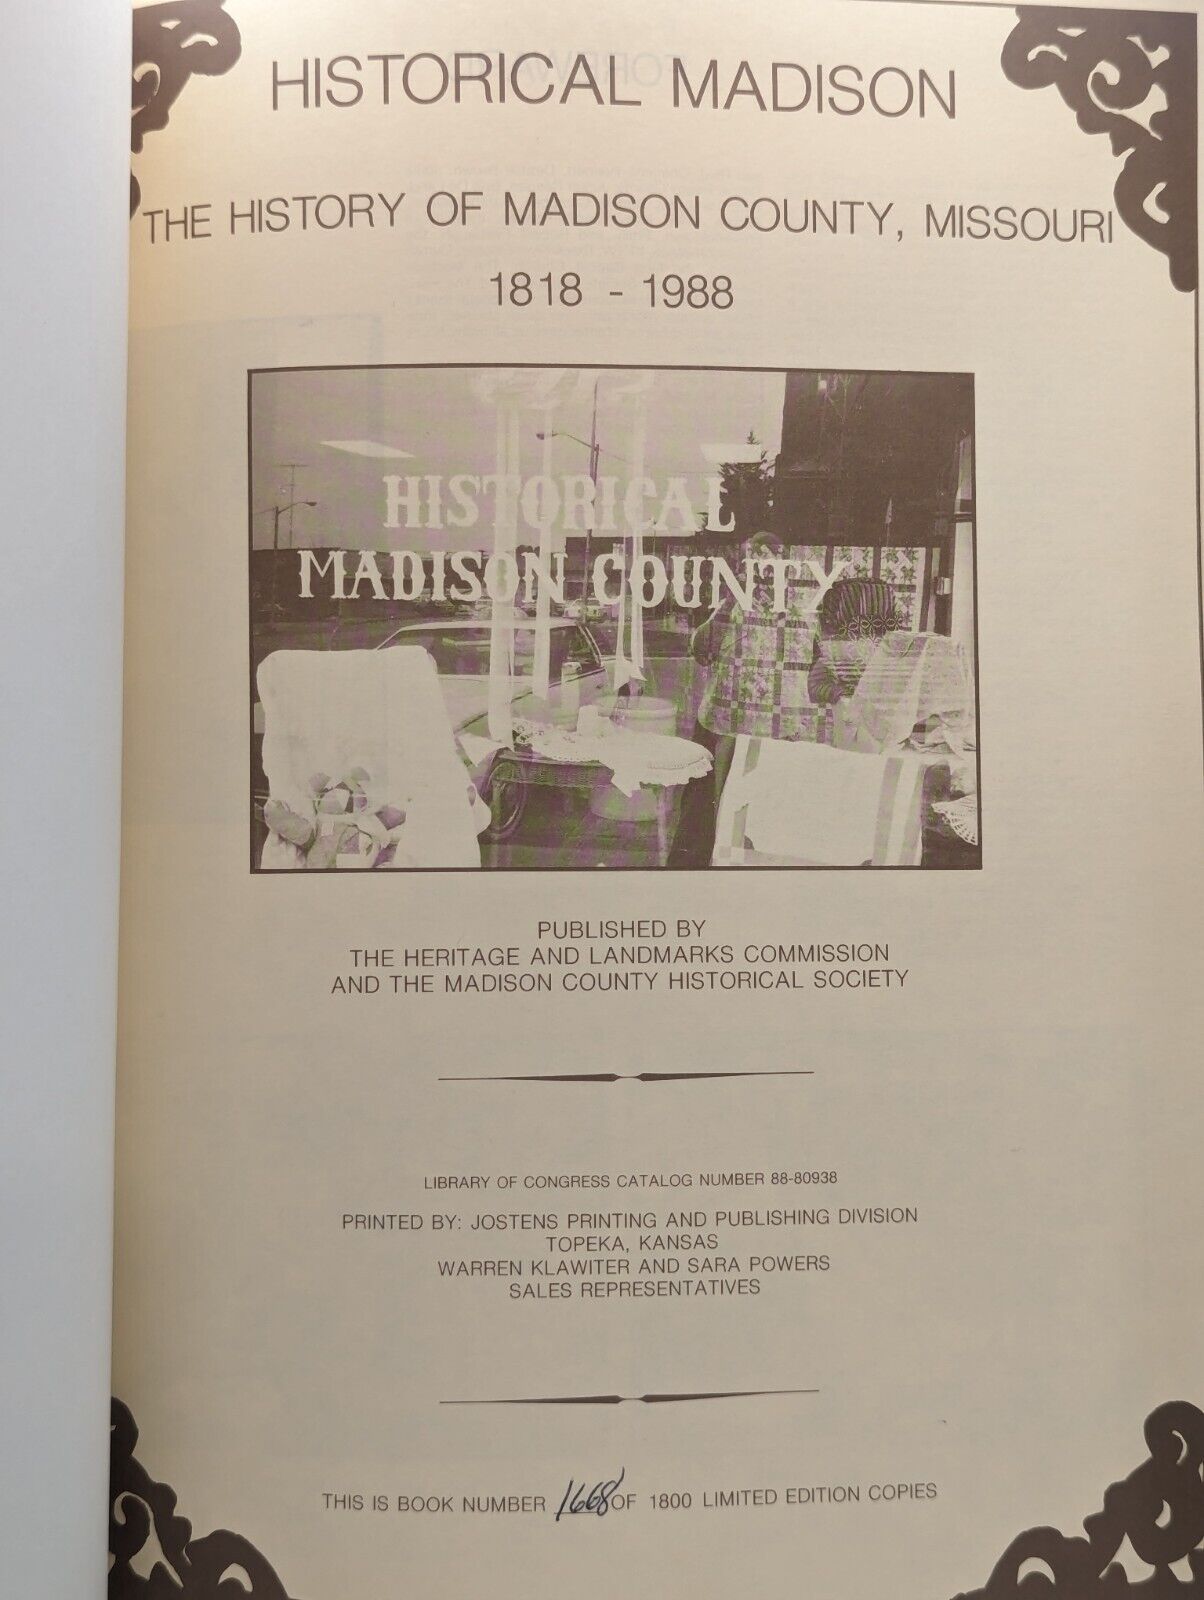 HISTORICAL MADISON
THE HISTORY OF MADISON COUNTY, MISSOURI
1818 - 1988
HISTORICAL
MADISON COUNTY
PUBLISHED BY
THE HERITAGE AND LANDMARKS COMMISSION
AND THE MADISON COUNTY HISTORICAL SOCIETY
LIBRARY OF CONGRESS CATALOG NUMBER 88-80938
PRINTED BY: JOSTENS PRINTING AND PUBLISHING DIVISION
TOPEKA, KANSAS
WARREN KLAWITER AND SARA POWERS
SALES REPRESENTATIVES
THIS IS BOOK NUMBER 1668 OF 1800 LIMITED EDITION COPIES